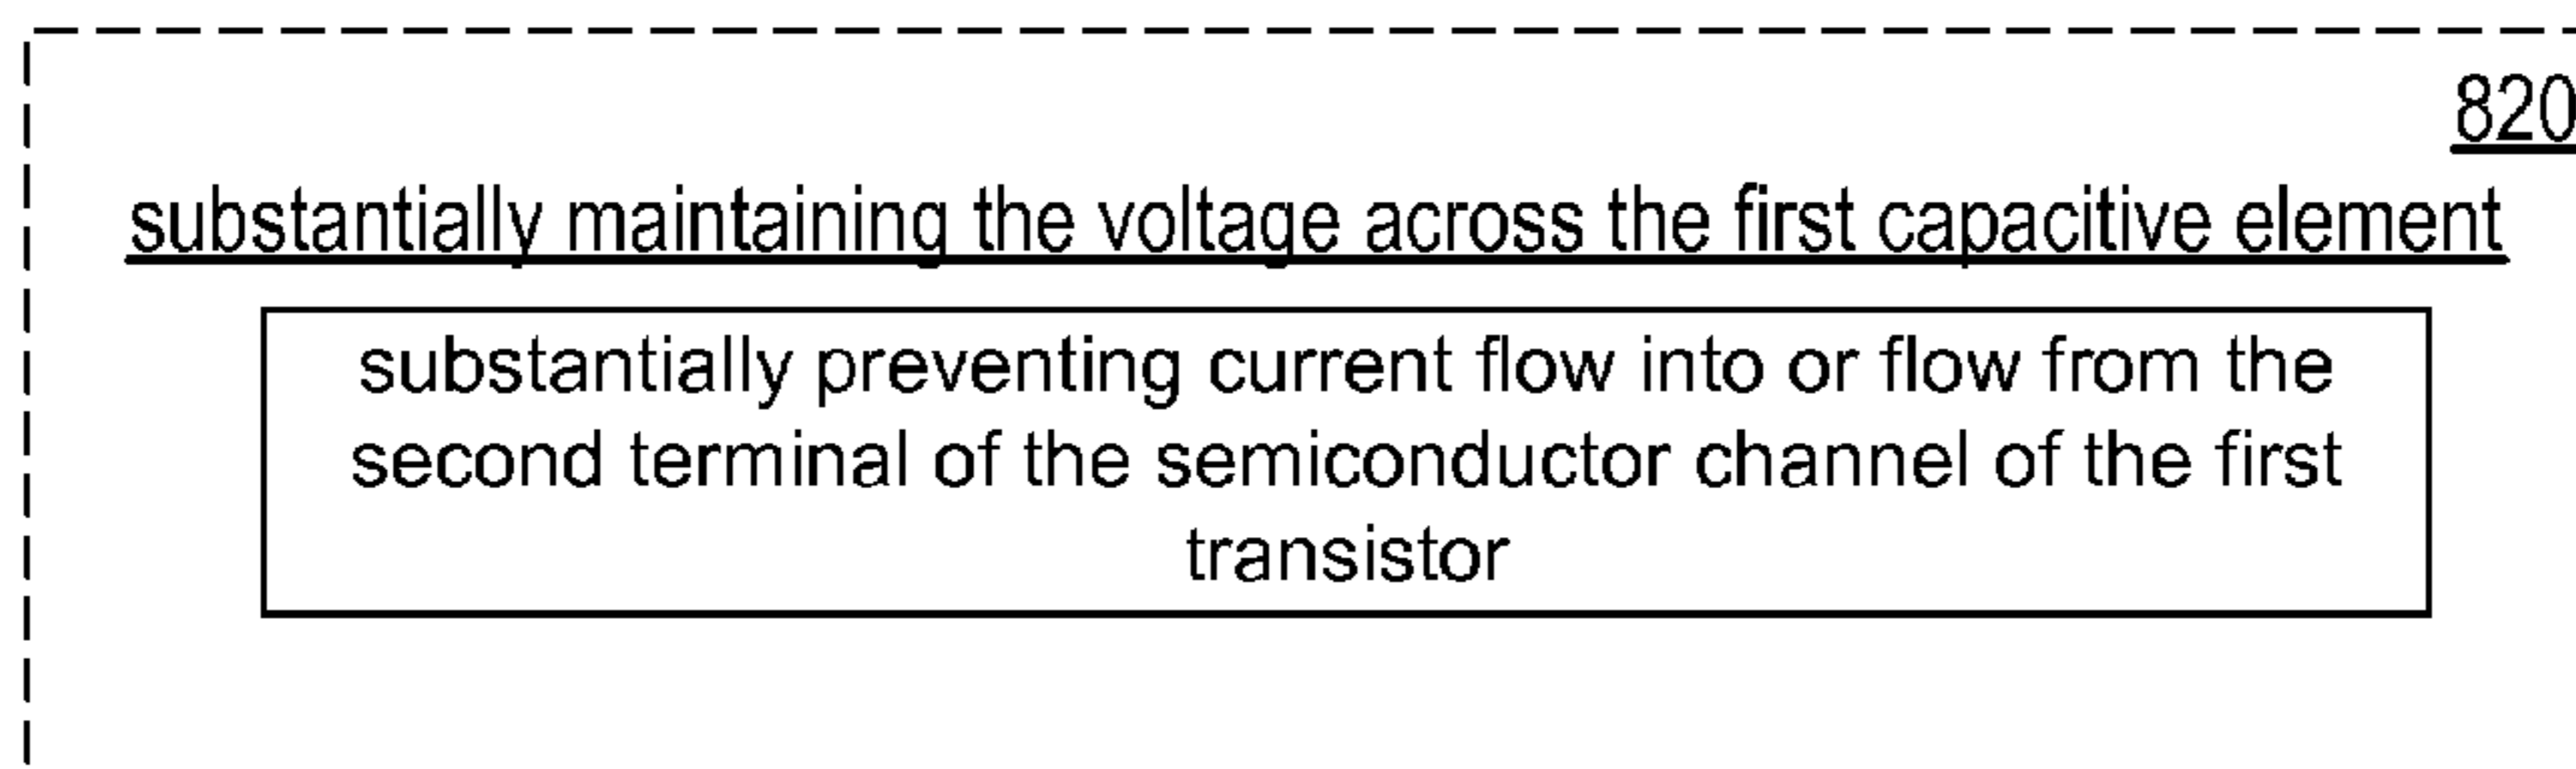 820
substantially maintaining the voltage across the first capacitive element
substantially preventing current flow into or flow from the
second terminal of the semiconductor channel of the first
transistor